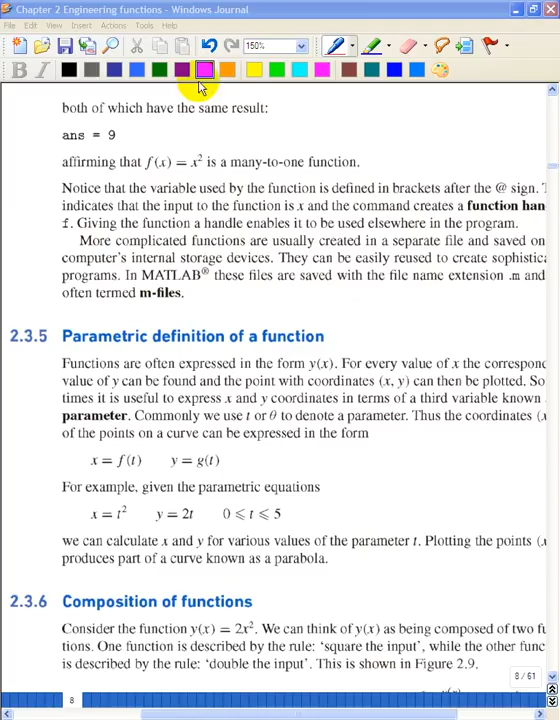 Chapter 2 Engineering functions - Windows Journal
File Edit View Insert Actions Tools Help
150%
B I
both of which have the same result:
ans = 9
affirming that f(x) = x² is a many-to-one function.
Notice that the variable used by the function is defined in brackets after the @ sign. T
indicates that the input to the function is x and the command creates a function han
f. Giving the function a handle enables it to be used elsewhere in the program.
More complicated functions are usually created in a separate file and saved on
computer's internal storage devices. They can be easily reused to create sophistica
programs. In MATLAB® these files are saved with the file name extension .m and
often termed m-files.
2.3.5 Parametric definition of a function
Functions are often expressed in the form y(x). For every value of x the correspond
value of y can be found and the point with coordinates (x, y) can then be plotted. So
times it is useful to express x and y coordinates in terms of a third variable known
parameter. Commonly we use t or θ to denote a parameter. Thus the coordinates (x
of the points on a curve can be expressed in the form
x = f(t) y = g(t)
For example, given the parametric equations
x = t² y = 2t 0 ⩽ t ⩽ 5
we can calculate x and y for various values of the parameter t. Plotting the points (x
produces part of a curve known as a parabola.
2.3.6 Composition of functions
Consider the function y(x) = 2x². We can think of y(x) as being composed of two fu
tions. One function is described by the rule: 'square the input', while the other func
is described by the rule: 'double the input'. This is shown in Figure 2.9.
8 / 61
8